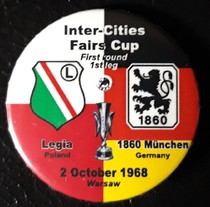 Inter-Cities
Fairs Cup
First round
1st leg
L
1860
Legia
Poland
1860 München
Germany
2 October 1968
Warsaw